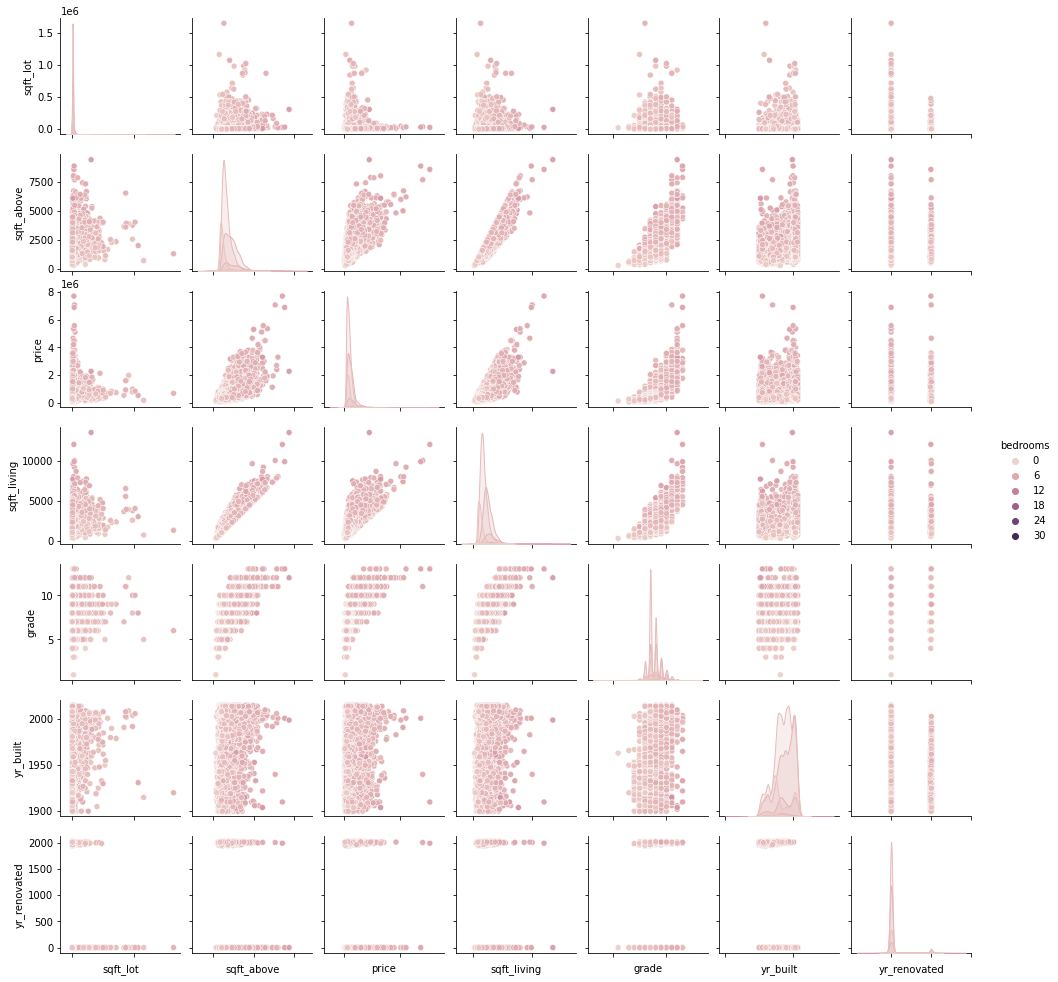 1e6
1.5
1.0
0.5
0.0
sqft_lot
7500
5000
2500
0
sqft_above
1e6
8
6
4
2
0
price
10000
5000
0
sqft_living
bedrooms
0
6
12
18
24
30
10
5
grade
2000
1950
1900
yr_built
2000
1500
1000
500
0
yr_renovated
sqft_lot sqft_above price sqft_living grade yr_built yr_renovated